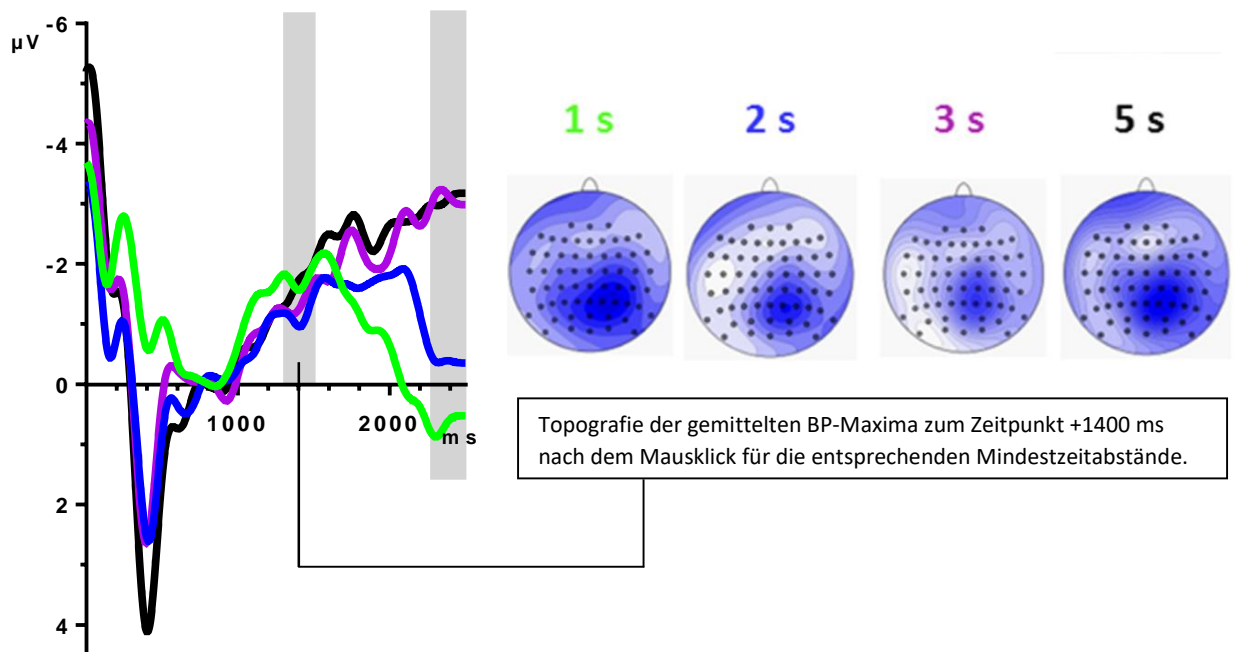 -6
µV
-4
-2
0
2
4
1000
2000
ms
1 s
2 s
3 s
5 s
Topografie der gemittelten BP-Maxima zum Zeitpunkt +1400 ms
nach dem Mausklick für die entsprechenden Mindestzeitabstände.